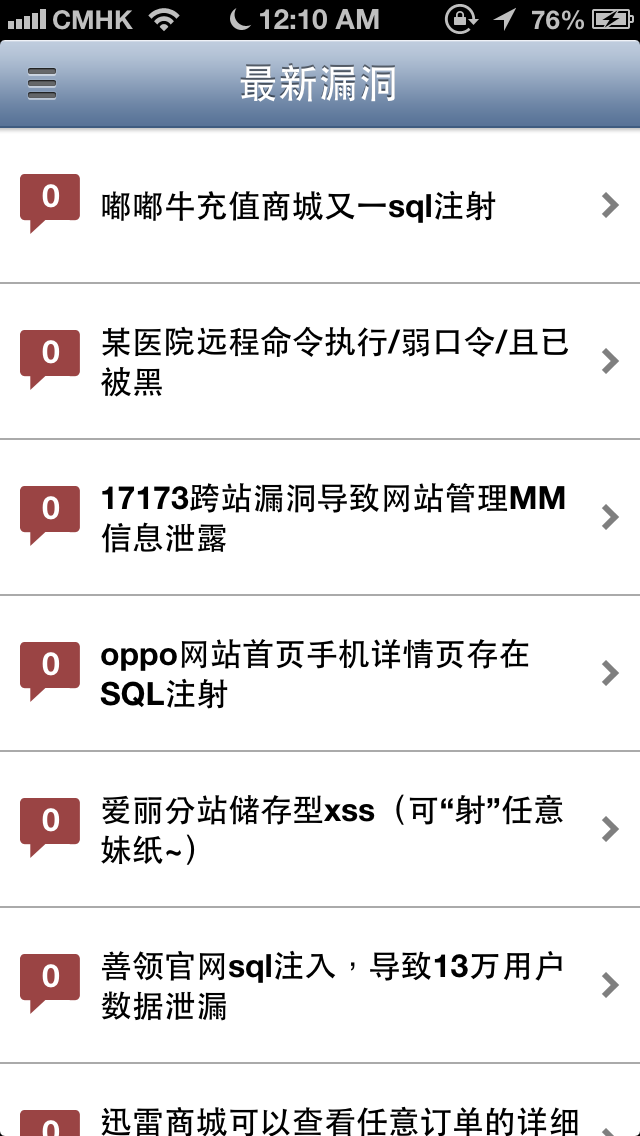 CMHK 12:10 AM 76%
最新漏洞
0
嘟嘟牛充值商城又一sql注射
0
某医院远程命令执行/弱口令/且已
被黑
0
17173跨站漏洞导致网站管理MM
信息泄露
0
oppo网站首页手机详情页存在
SQL注射
0
爱丽分站储存型xss（可“射”任意
妹纸~）
0
善领官网sql注入，导致13万用户
数据泄漏
0
迅雷商城可以查看任意订单的详细